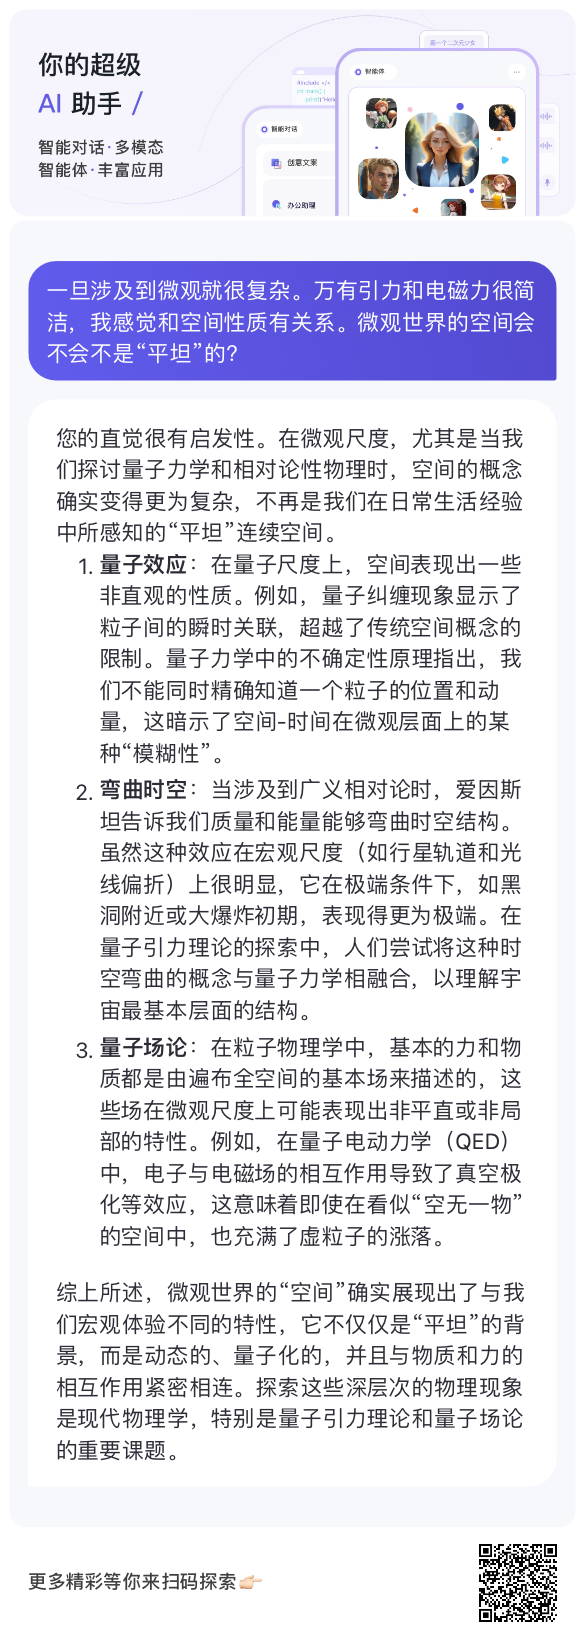 你的超级
AI 助手 /
智能对话·多模态
智能体·丰富应用
画一个二次元少女
#include </>
智能体
智能对话
创意文案
办公助理
一旦涉及到微观就很复杂。万有引力和电磁力很简
洁，我感觉和空间性质有关系。微观世界的空间会
不会不是“平坦”的?
您的直觉很有启发性。在微观尺度，尤其是当我
们探讨量子力学和相对论性物理时，空间的概念
确实变得更为复杂，不再是我们在日常生活经验
中所感知的“平坦”连续空间。
1. 量子效应：在量子尺度上，空间表现出一些
非直观的性质。例如，量子纠缠现象显示了
粒子间的瞬时关联，超越了传统空间概念的
限制。量子力学中的不确定性原理指出，我
们不能同时精确知道一个粒子的位置和动
量，这暗示了空间-时间在微观层面上的某
种“模糊性”。
2. 弯曲时空：当涉及到广义相对论时，爱因斯
坦告诉我们质量和能量能够弯曲时空结构。
虽然这种效应在宏观尺度（如行星轨道和光
线偏折）上很明显，它在极端条件下，如黑
洞附近或大爆炸初期，表现得更为极端。在
量子引力理论的探索中，人们尝试将这种时
空弯曲的概念与量子力学相融合，以理解宇
宙最基本层面的结构。
3. 量子场论：在粒子物理学中，基本的力和物
质都是由遍布全空间的基本场来描述的，这
些场在微观尺度上可能表现出非平直或非局
部的特性。例如，在量子电动力学（QED）
中，电子与电磁场的相互作用导致了真空极
化等效应，这意味着即使在看似“空无一物”
的空间中，也充满了虚粒子的涨落。
综上所述，微观世界的“空间”确实展现出了与我
们宏观体验不同的特性，它不仅仅是“平坦”的背
景，而是动态的、量子化的，并且与物质和力的
相互作用紧密相连。探索这些深层次的物理现象
是现代物理学，特别是量子引力理论和量子场论
的重要课题。
更多精彩等你来扫码探索👉🏻